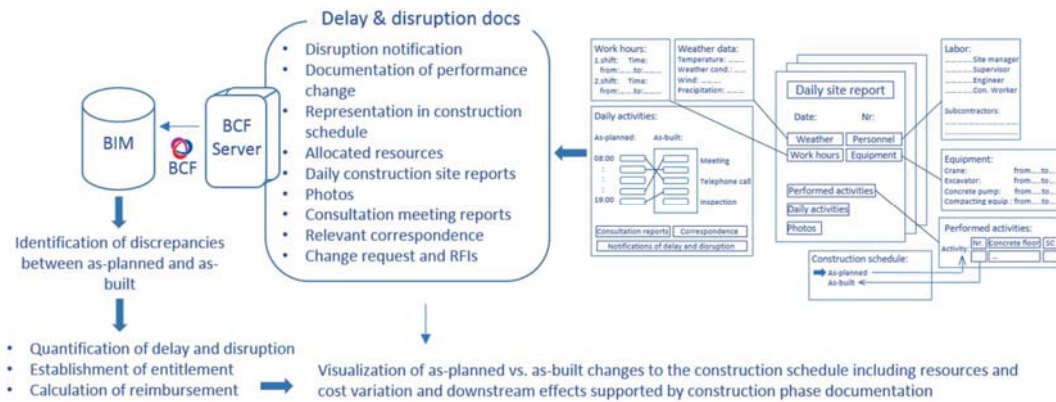 Delay & disruption docs
• Disruption notification
• Documentation of performance
change
• Representation in construction
schedule
• Allocated resources
• Daily construction site reports
• Photos
• Consultation meeting reports
• Relevant correspondence
• Change request and RFIs
BIM
BCF
BCF
Server
Identification of discrepancies
between as-planned and as-
built
• Quantification of delay and disruption
• Establishment of entitlement
• Calculation of reimbursement
Visualization of as-planned vs. as-built changes to the construction schedule including resources and
cost variation and downstream effects supported by construction phase documentation
Work hours:
1.shift: Time:
from:...... to:.........
2.shift: Time:
from:...... to:.........
Weather data:
Temperature: ......
Weather cond.: .....
Wind: ...........
Precipitation: ........
Daily activities:
As-planned: As-built:
08:00
:
:
:
19:00
Meeting
Telephone call
Inspection
Consultation reports
Correspondence
Notifications of delay and disruption
Daily site report
Date: Nr:
Weather
Personnel
Work hours
Equipment
Performed activities
Daily activities
Photos
Labor:
...........Site manager
...........Supervisor
...........Engineer
...........Con. Worker
Subcontractors:
Equipment:
Crane: from.....to....
Excavator: from.....to....
Concrete pump: from.....to....
Compacting equip.: from.....to....
Performed activities:
Activity
Nr.
Concrete floor
SC
...
Construction schedule:
As-planned
As-built